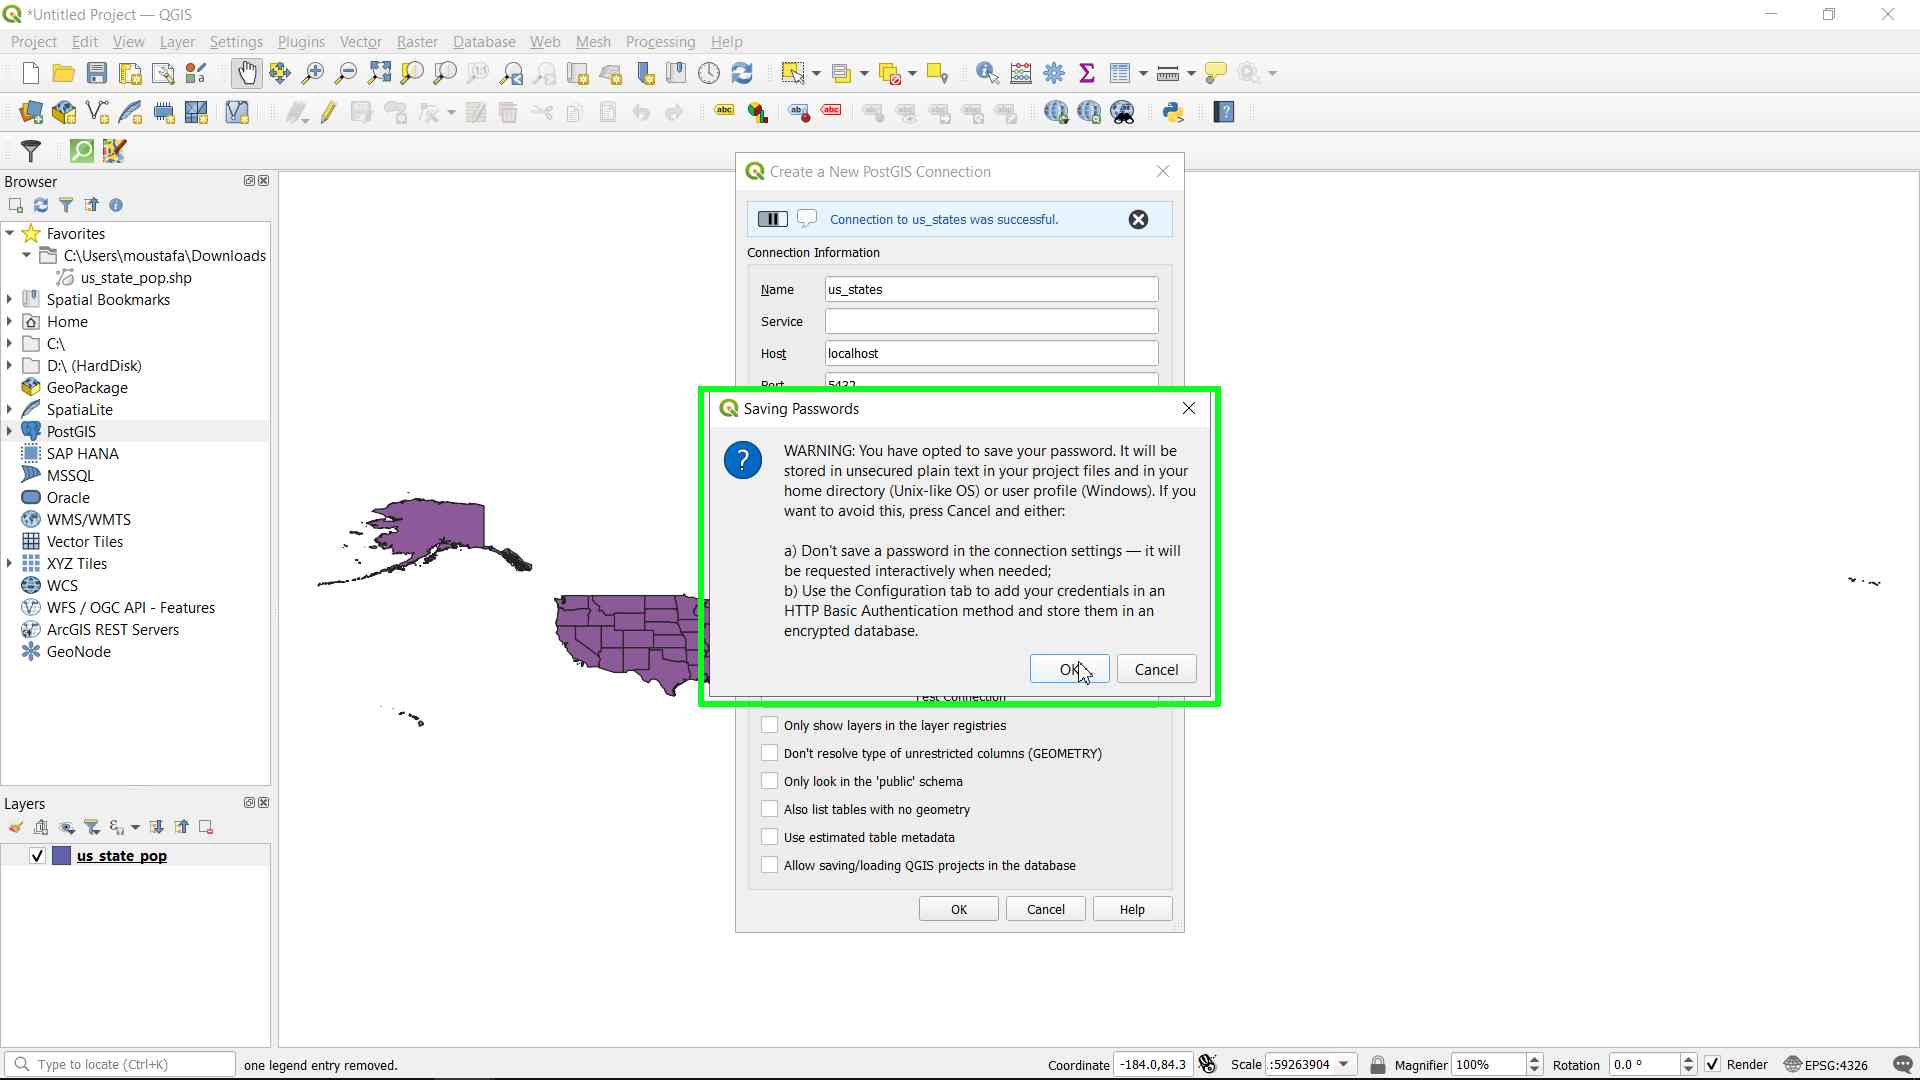 *Untitled Project — QGIS
Project Edit View Layer Settings Plugins Vector Raster Database Web Mesh Processing Help
Browser
Favorites
C:\Users\moustafa\Downloads
us_state_pop.shp
Spatial Bookmarks
Home
C:\
D:\ (HardDisk)
GeoPackage
SpatiaLite
PostGIS
SAP HANA
MSSQL
Oracle
WMS/WMTS
Vector Tiles
XYZ Tiles
WCS
WFS / OGC API - Features
ArcGIS REST Servers
GeoNode
Layers
us_state_pop
Create a New PostGIS Connection
Connection to us_states was successful.
Connection Information
Name us_states
Service
Host localhost
Port 5432
Saving Passwords
WARNING: You have opted to save your password. It will be
stored in unsecured plain text in your project files and in your
home directory (Unix-like OS) or user profile (Windows). If you
want to avoid this, press Cancel and either:
a) Don't save a password in the connection settings — it will
be requested interactively when needed;
b) Use the Configuration tab to add your credentials in an
HTTP Basic Authentication method and store them in an
encrypted database.
OK Cancel
Test Connection
Only show layers in the layer registries
Don't resolve type of unrestricted columns (GEOMETRY)
Only look in the 'public' schema
Also list tables with no geometry
Use estimated table metadata
Allow saving/loading QGIS projects in the database
OK Cancel Help
Type to locate (Ctrl+K) one legend entry removed. Coordinate -184.0,84.3 Scale :59263904 Magnifier 100% Rotation 0.0 ° Render EPSG:4326